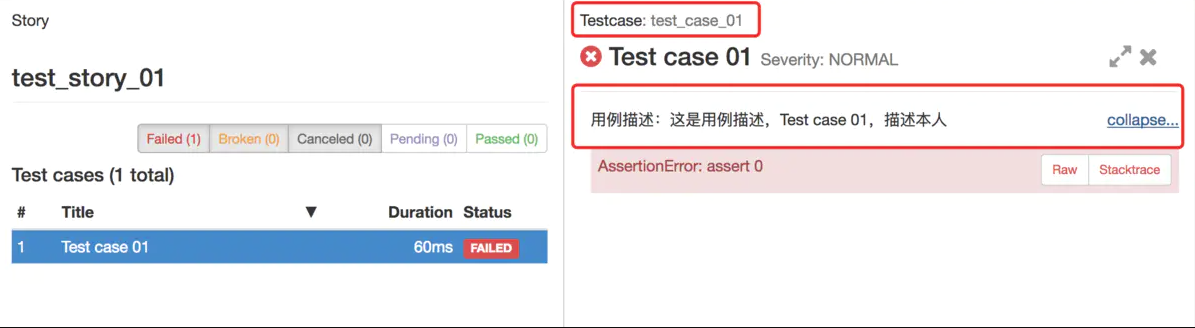 Story
test_story_01
Failed (1) Broken (0) Canceled (0) Pending (0) Passed (0)
Test cases (1 total)
# Title ▼ Duration Status
1 Test case 01 60ms FAILED
Testcase: test_case_01
Test case 01 Severity: NORMAL
用例描述：这是用例描述，Test case 01，描述本人 collapse...
AssertionError: assert 0 Raw Stacktrace